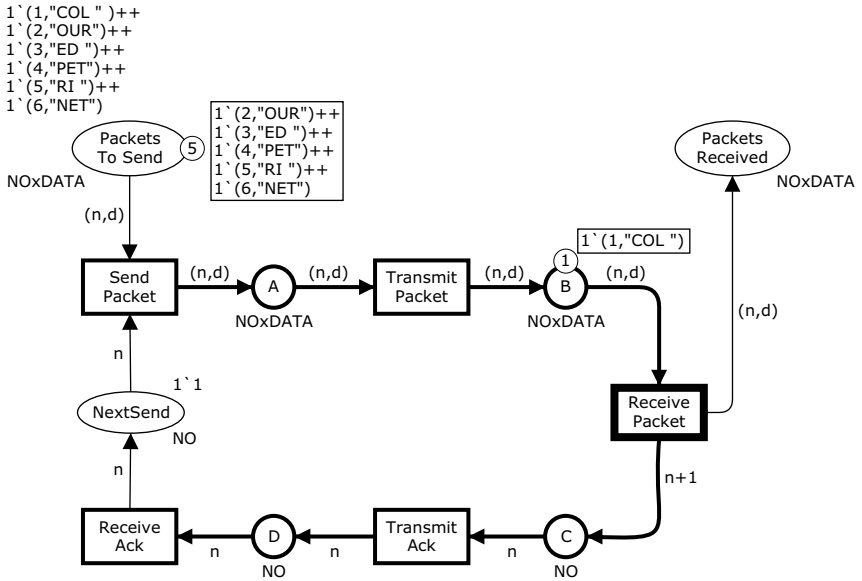 1`(1,"COL ")++
1`(2,"OUR")++
1`(3,"ED ")++
1`(4,"PET")++
1`(5,"RI ")++
1`(6,"NET")
Packets
To Send
5
1`(2,"OUR")++
1`(3,"ED ")++
1`(4,"PET")++
1`(5,"RI ")++
1`(6,"NET")
NOxDATA
Packets
Received
NOxDATA
(n,d)
1`(1,"COL ")
1
Send
Packet
(n,d)
A
NOxDATA
(n,d)
Transmit
Packet
(n,d)
B
NOxDATA
(n,d)
(n,d)
n
1`1
NextSend
NO
n
Receive
Packet
n+1
Receive
Ack
n
D
NO
n
Transmit
Ack
n
C
NO